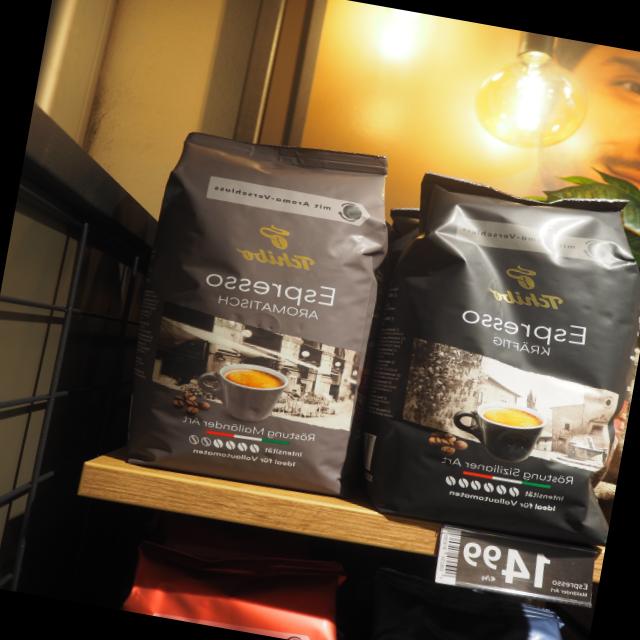 mit Aroma-Verschluss
Tchibo
Espresso
AROMATISCH
Röstung Mailänder Art
Intensität
Ideal für Vollautomaten
mit Aroma-Verschluss
Tchibo
Espresso
KRÄFTIG
Röstung Sizilianer Art
Intensität
Ideal für Vollautomaten
14.99
€/kg
Espresso
Mailänder Art